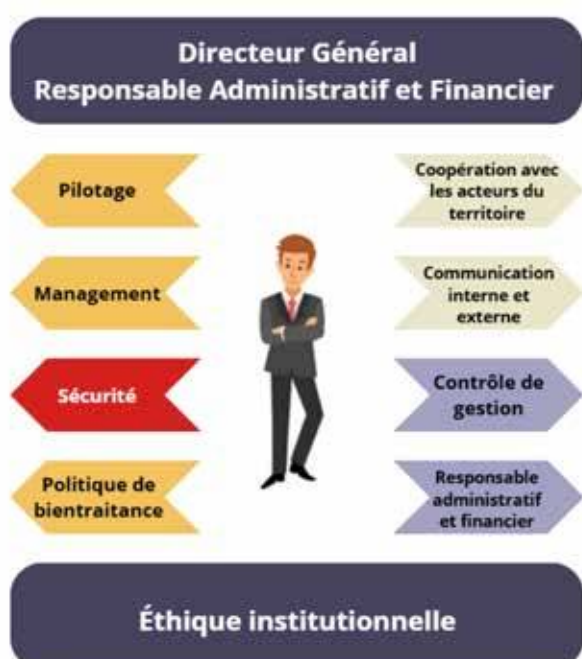 Directeur Général
Responsable Administratif et Financier
Pilotage
Coopération avec
les acteurs du
territoire
Management
Communication
interne et
externe
Sécurité
Contrôle de
gestion
Politique de
bientraitance
Responsable
administratif
et financier
Éthique institutionnelle